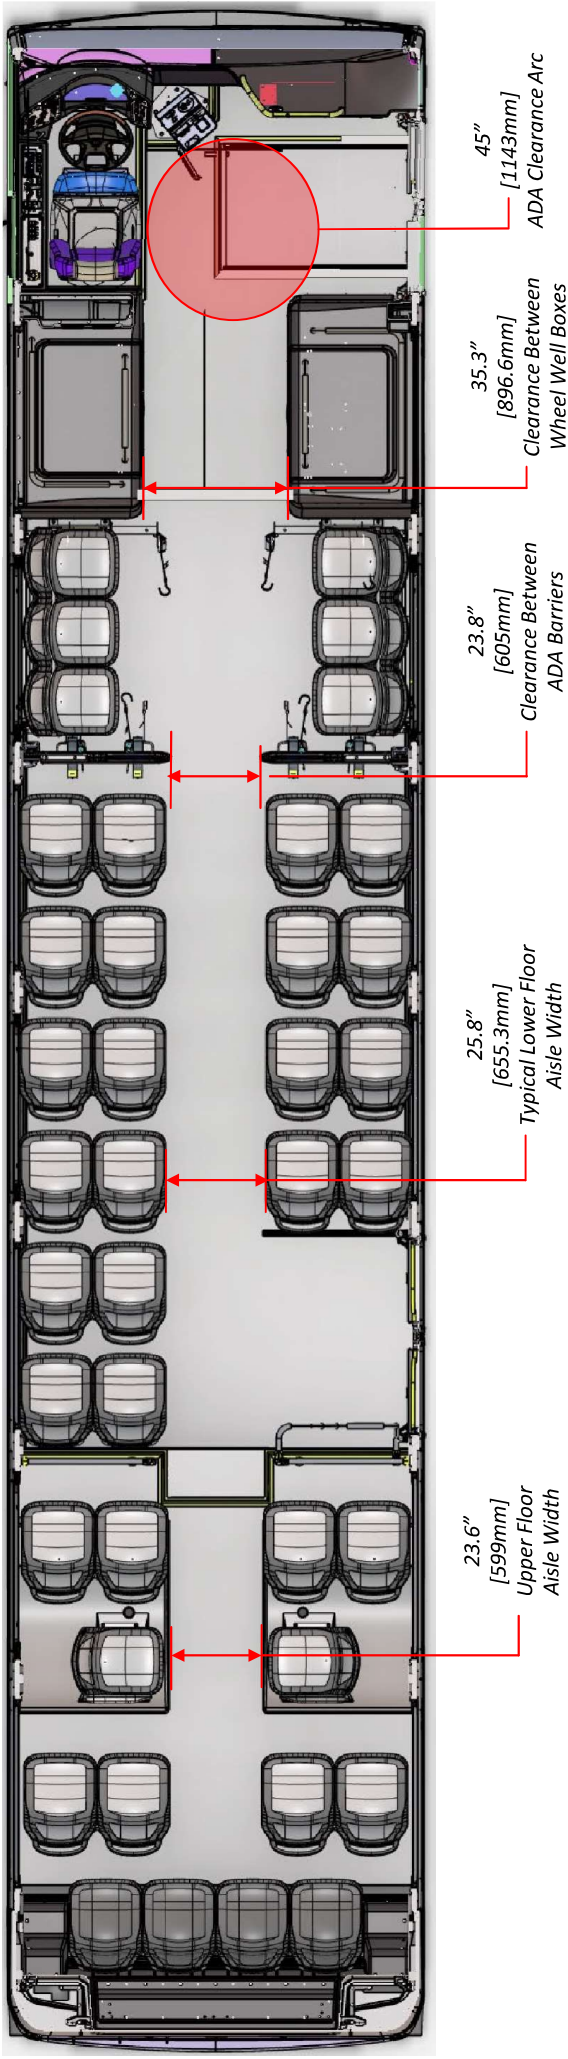 45”
[1143mm]
ADA Clearance Arc
35.3”
[896.6mm]
Clearance Between
Wheel Well Boxes
23.8”
[605mm]
Clearance Between
ADA Barriers
25.8”
[655.3mm]
Typical Lower Floor
Aisle Width
23.6”
[599mm]
Upper Floor
Aisle Width